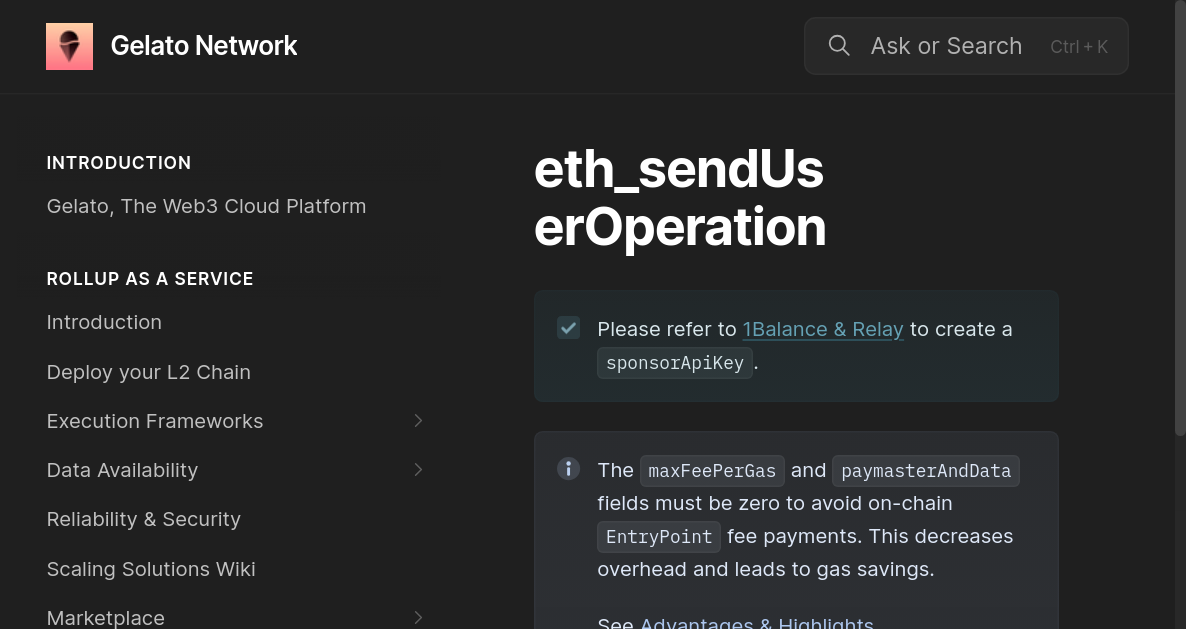 Gelato Network
Ask or Search Ctrl + K
INTRODUCTION
Gelato, The Web3 Cloud Platform
ROLLUP AS A SERVICE
Introduction
Deploy your L2 Chain
Execution Frameworks
Data Availability
Reliability & Security
Scaling Solutions Wiki
Marketplace
eth_sendUs
erOperation
Please refer to 1Balance & Relay to create a
sponsorApiKey.
The maxFeePerGas and paymasterAndData
fields must be zero to avoid on-chain
EntryPoint fee payments. This decreases
overhead and leads to gas savings.
See Advantages & Highlights